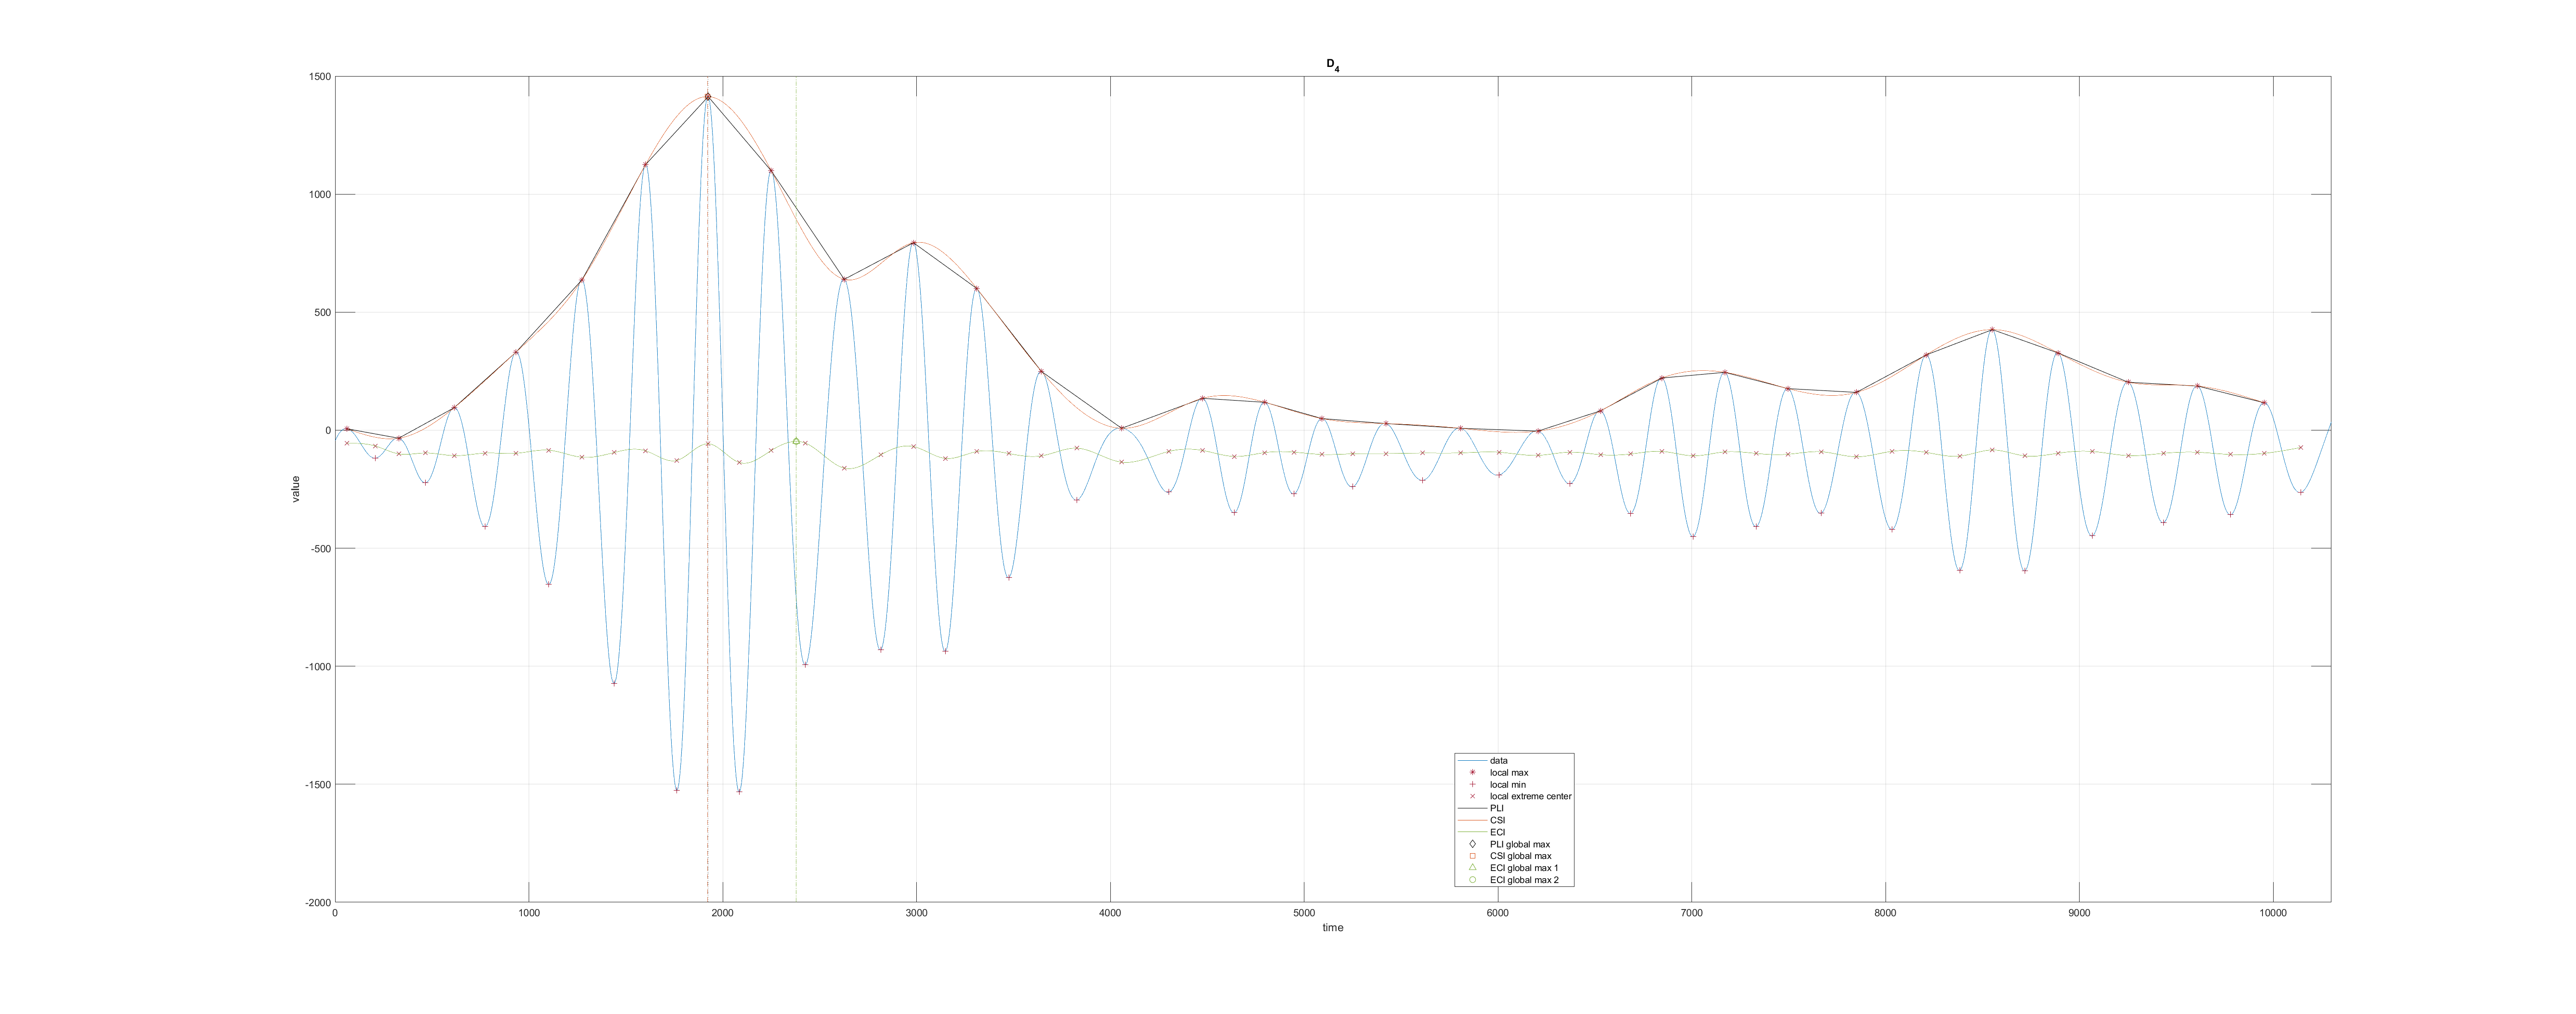 D4
1500
1000
500
0
-500
-1000
-1500
-2000
value
0 1000 2000 3000 4000 5000 6000 7000 8000 9000 10000
time
data
local max
local min
local extreme center
PLI
CSI
ECI
PLI global max
CSI global max
ECI global max 1
ECI global max 2